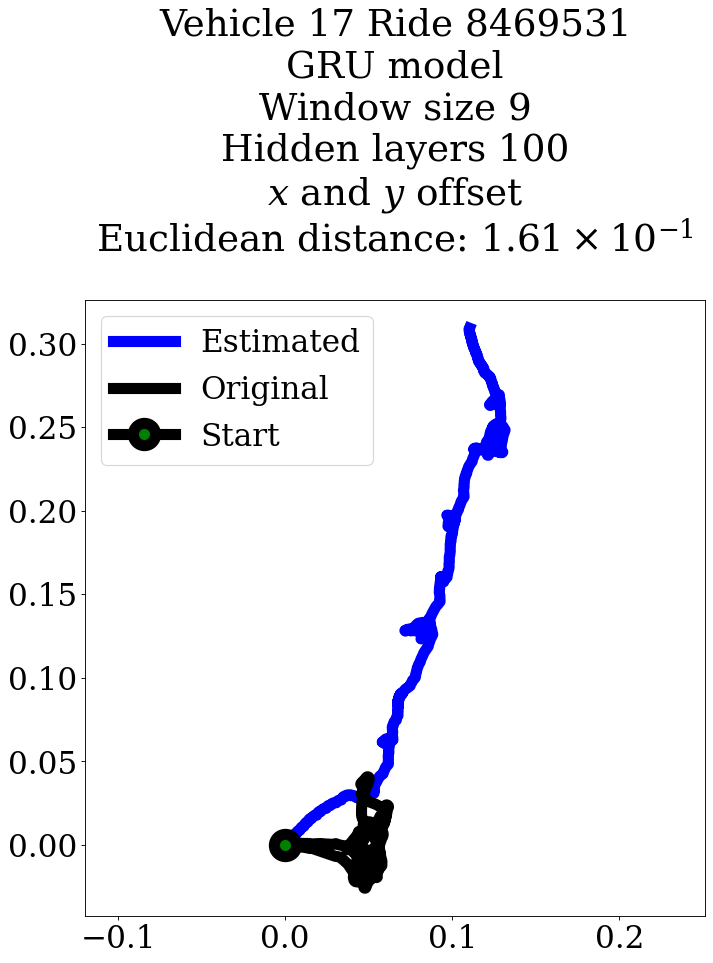 Vehicle 17 Ride 8469531
GRU model
Window size 9
Hidden layers 100
x and y offset
Euclidean distance: 1.61 × 10⁻¹
Estimated
Original
Start
0.30
0.25
0.20
0.15
0.10
0.05
0.00
−0.1 0.0 0.1 0.2